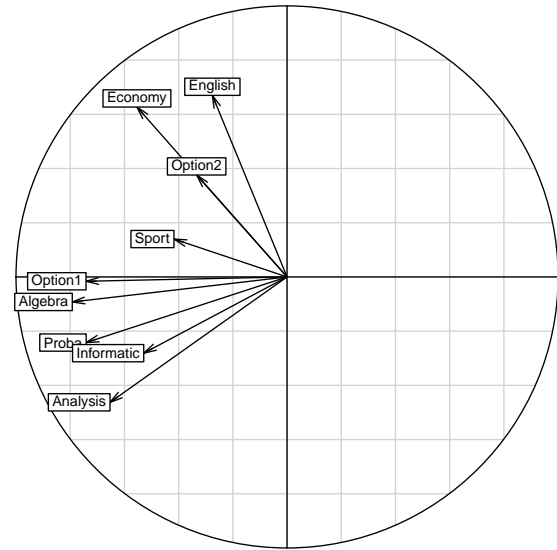 English
Economy
Option2
Sport
Option1
Algebra
Proba
Informatic
Analysis